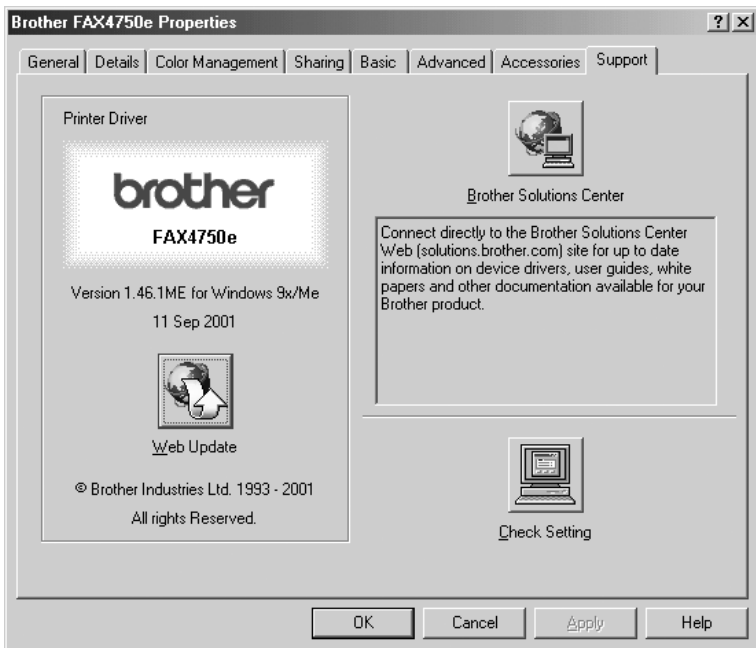 Brother FAX4750e Properties
General Details Color Management Sharing Basic Advanced Accessories Support
Printer Driver
brother
FAX4750e
Version 1.46.1ME for Windows 9x/Me
11 Sep 2001
Web Update
© Brother Industries Ltd. 1993 - 2001
All rights Reserved.
Brother Solutions Center
Connect directly to the Brother Solutions Center
Web (solutions.brother.com) site for up to date
information on device drivers, user guides, white
papers and other documentation available for your
Brother product.
Check Setting
OK Cancel Apply Help